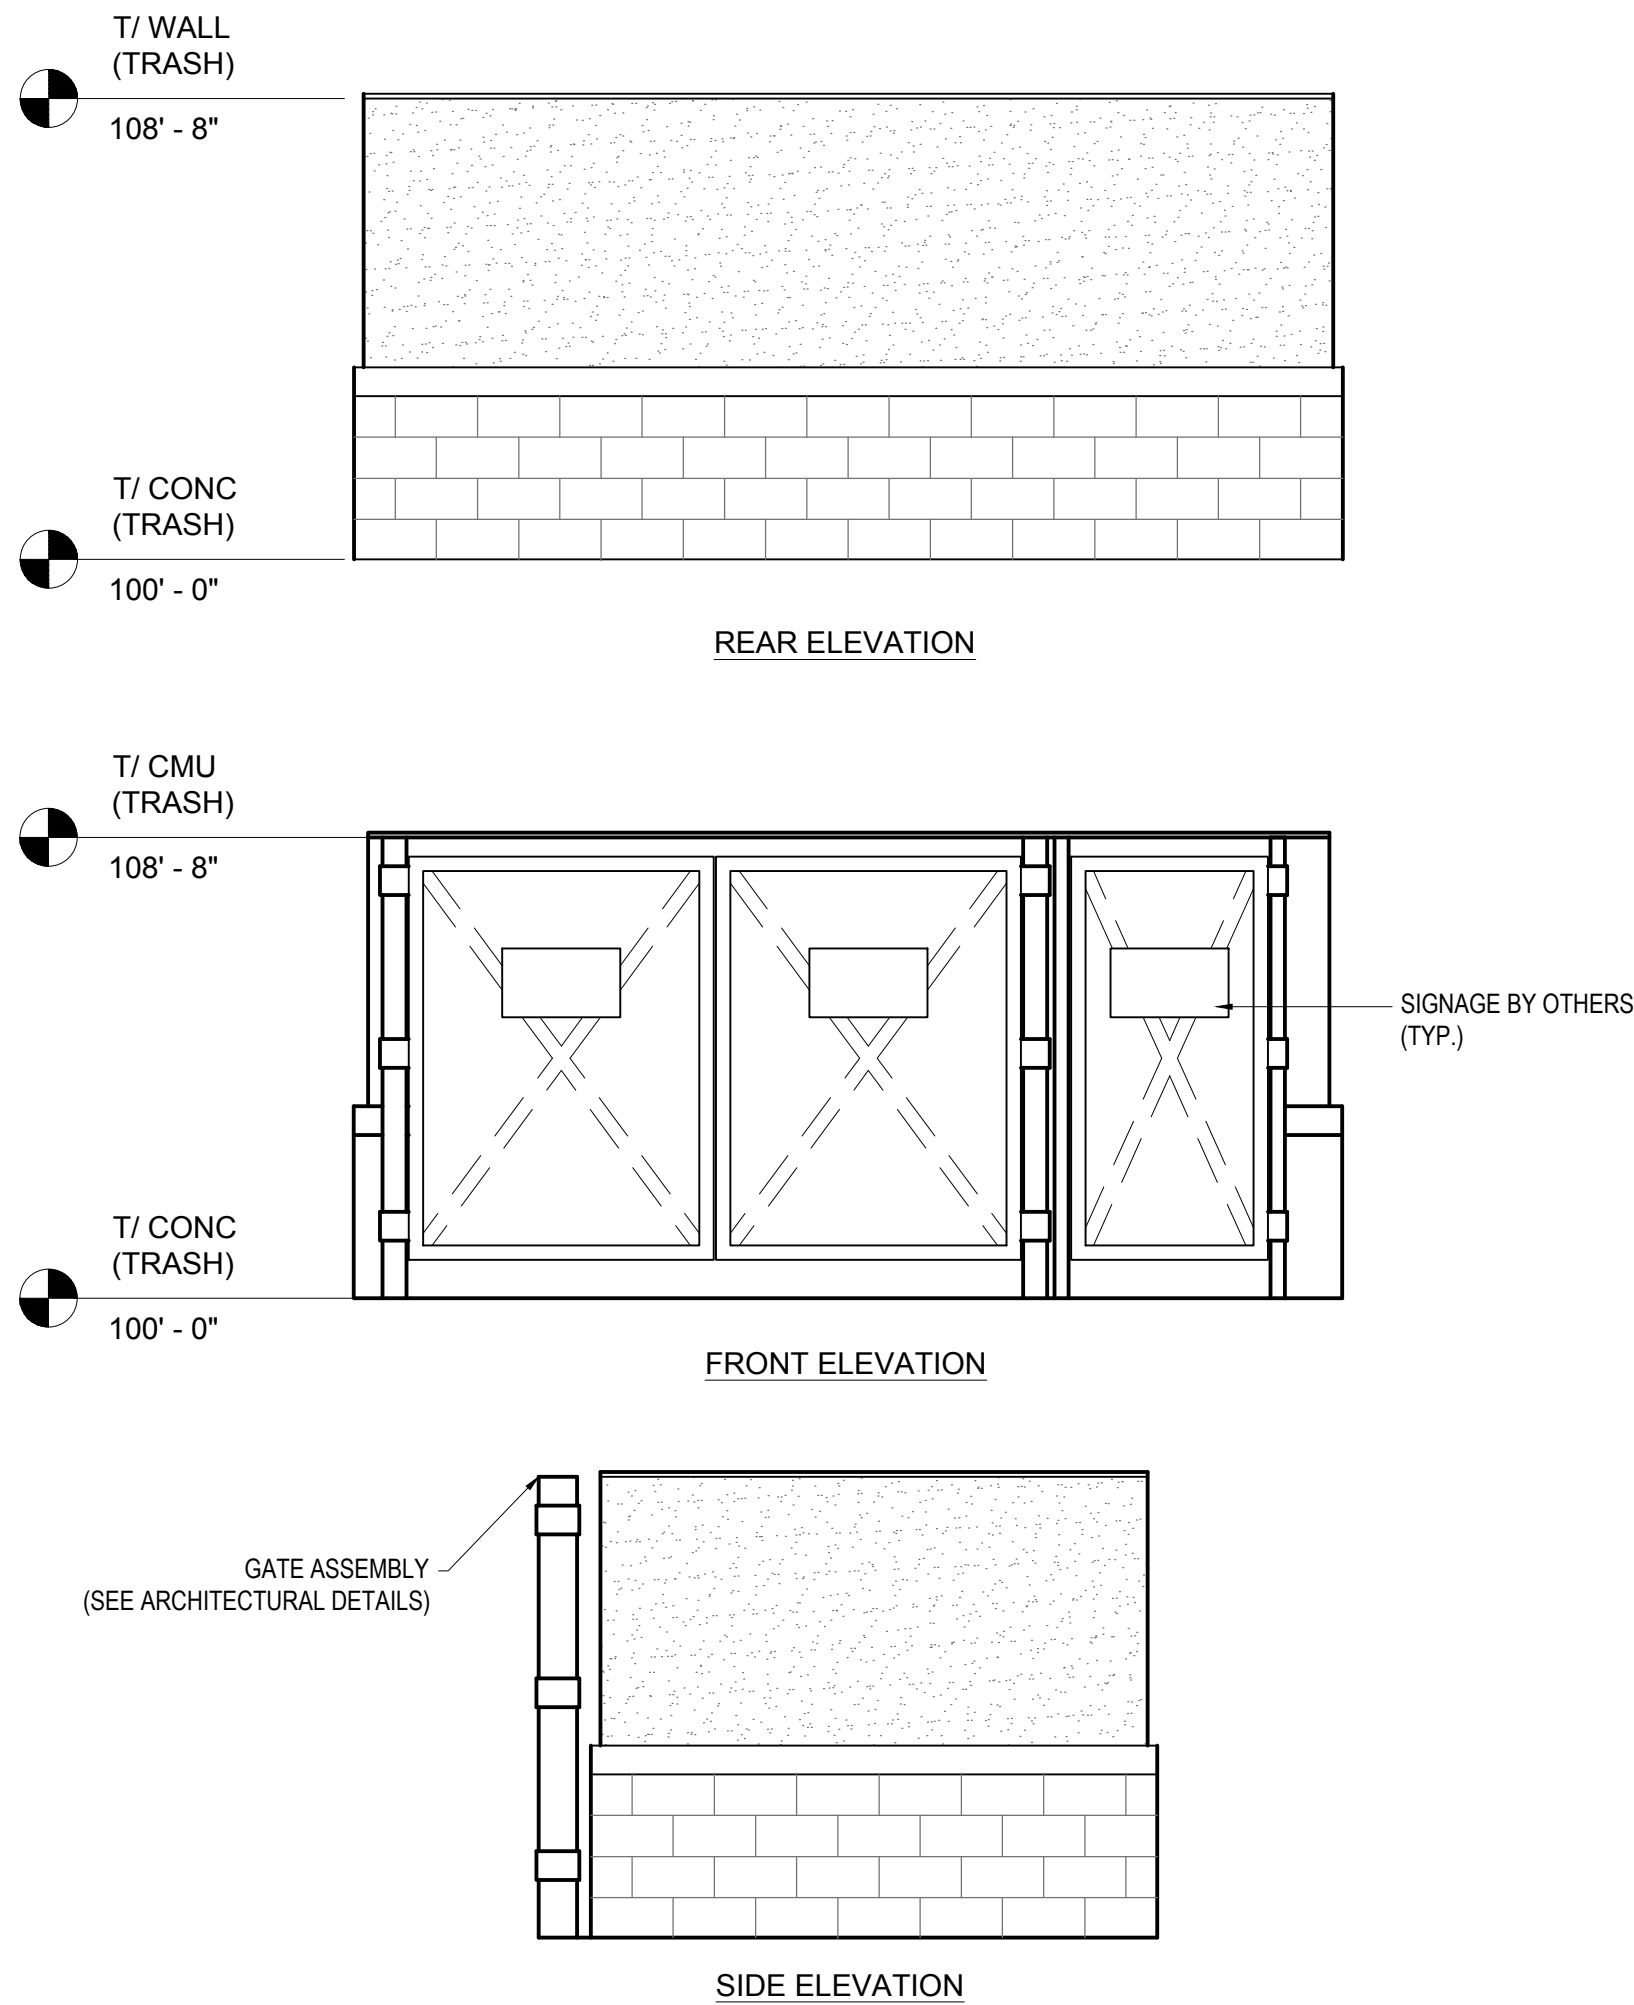 T/ WALL
(TRASH)
108' - 8"
T/ CONC
(TRASH)
100' - 0"
REAR ELEVATION
T/ CMU
(TRASH)
108' - 8"
SIGNAGE BY OTHERS
(TYP.)
T/ CONC
(TRASH)
100' - 0"
FRONT ELEVATION
GATE ASSEMBLY
(SEE ARCHITECTURAL DETAILS)
SIDE ELEVATION